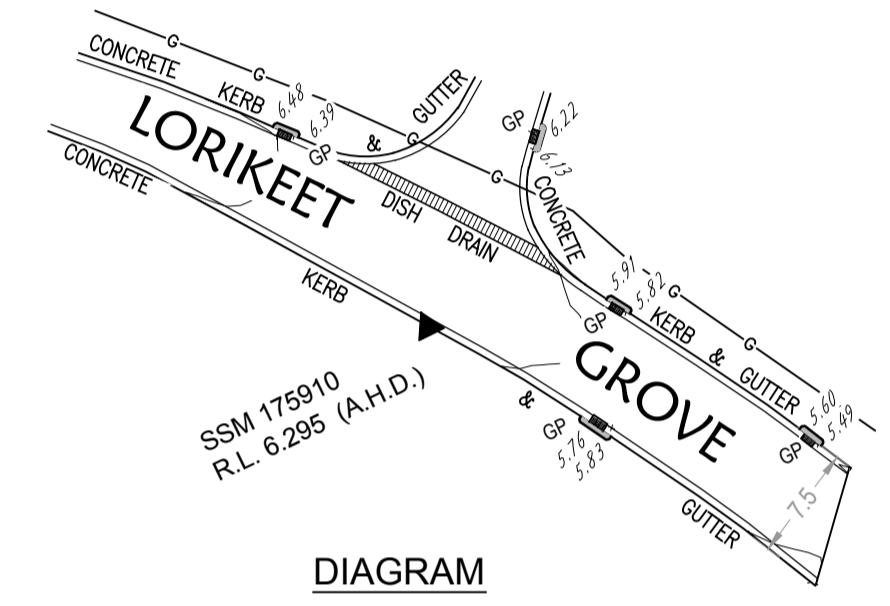 G
G
CONCRETE
KERB
6.48
6.39
GP
&
G
GUTTER
GP
6.22
6.13
LORIKEET
CONCRETE
G
CONCRETE
DISH
DRAIN
KERB
5.91
5.82
G
GP
KERB
&
GUTTER
G
GROVE
SSM 175910
R.L. 6.295 (A.H.D.)
&
GP
5.76
5.83
5.60
5.49
GP
7.5
GUTTER
DIAGRAM